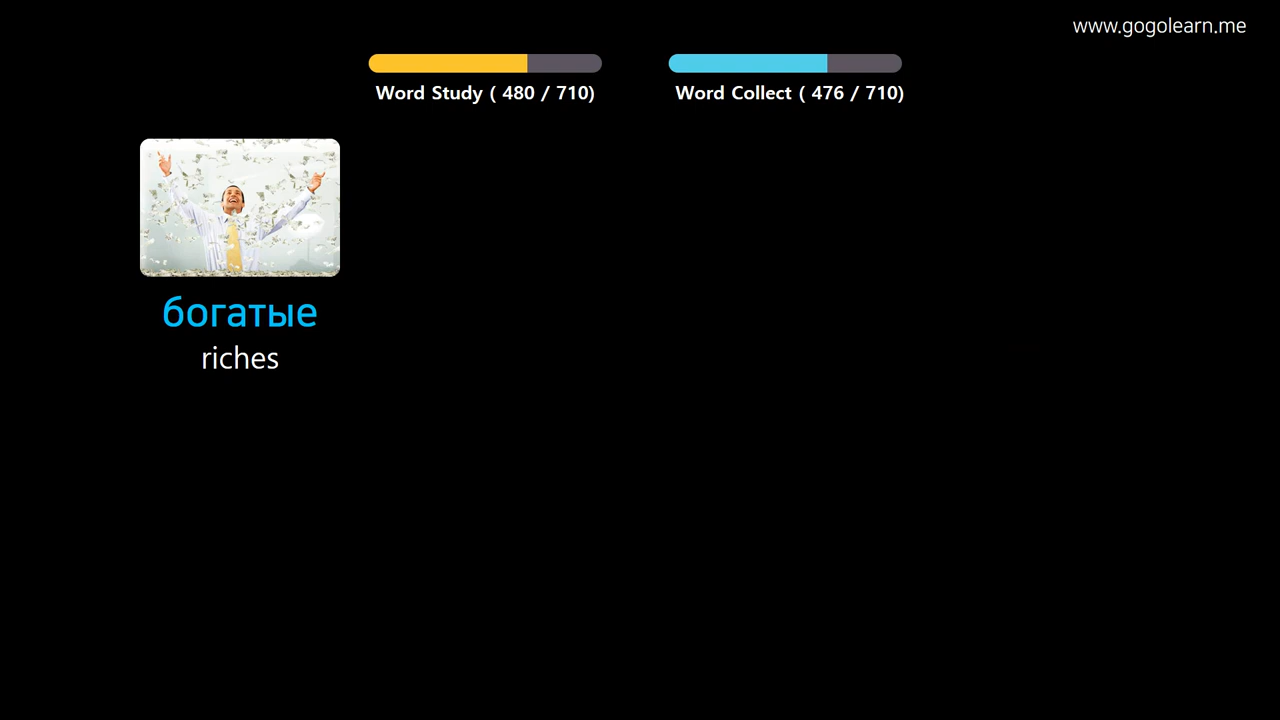 www.gogolearn.me
Word Study ( 480 / 710)
Word Collect ( 476 / 710)
богатые
riches